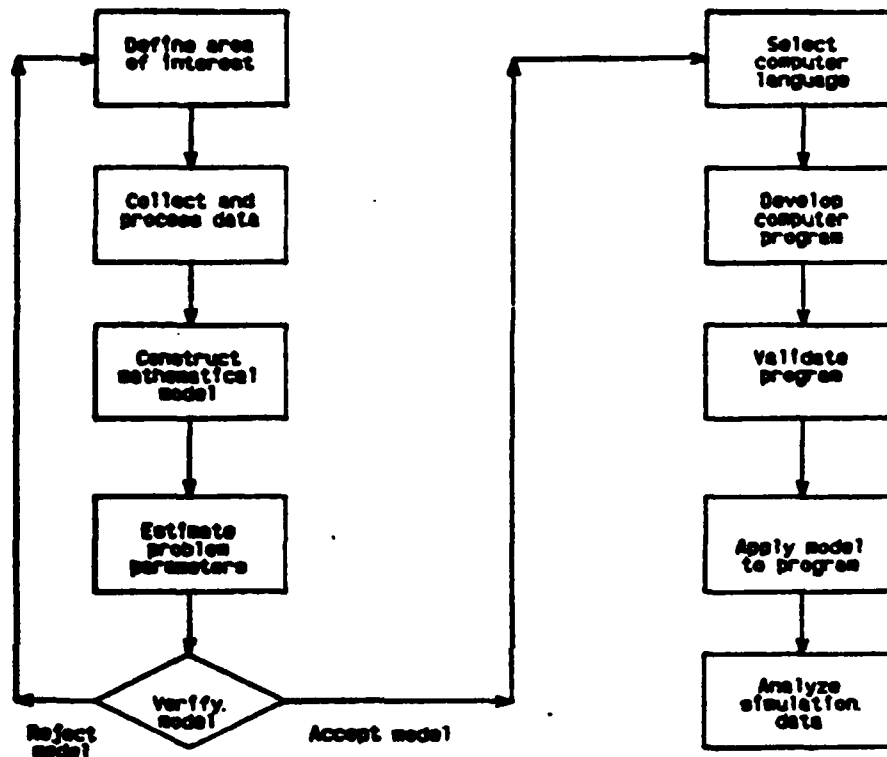 Define area
of interest
Collect and
process data
Construct
mathematical
model
Estimate
problem
parameters
Verify
model
Reject
model
Accept model
Select
computer
language
Develop
computer
program
Validate
program
Apply model
to program
Analyze
simulation
data